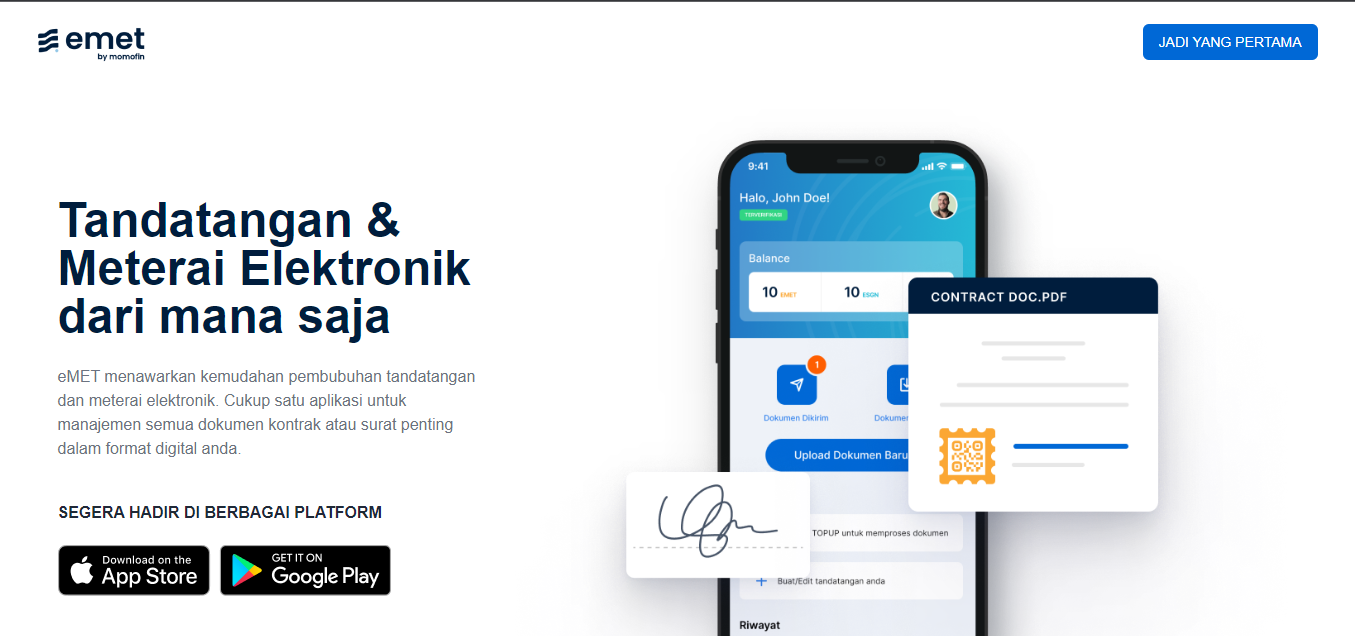 emet
by momofin
JADI YANG PERTAMA
Tandatangan &
Meterai Elektronik
dari mana saja
eMET menawarkan kemudahan pembubuhan tandatangan
dan meterai elektronik. Cukup satu aplikasi untuk
manajemen semua dokumen kontrak atau surat penting
dalam format digital anda.
SEGERA HADIR DI BERBAGAI PLATFORM
Download on the
App Store
GET IT ON
Google Play
9:41
Halo, John Doe!
TERVERIFIKASI
Balance
10 EMET
10 ESGN
CONTRACT DOC.PDF
1
Dokumen Dikirim
Dokumen
Upload Dokumen Baru
TOPUP untuk memproses dokumen
Buat/Edit tandatangan anda
Riwayat